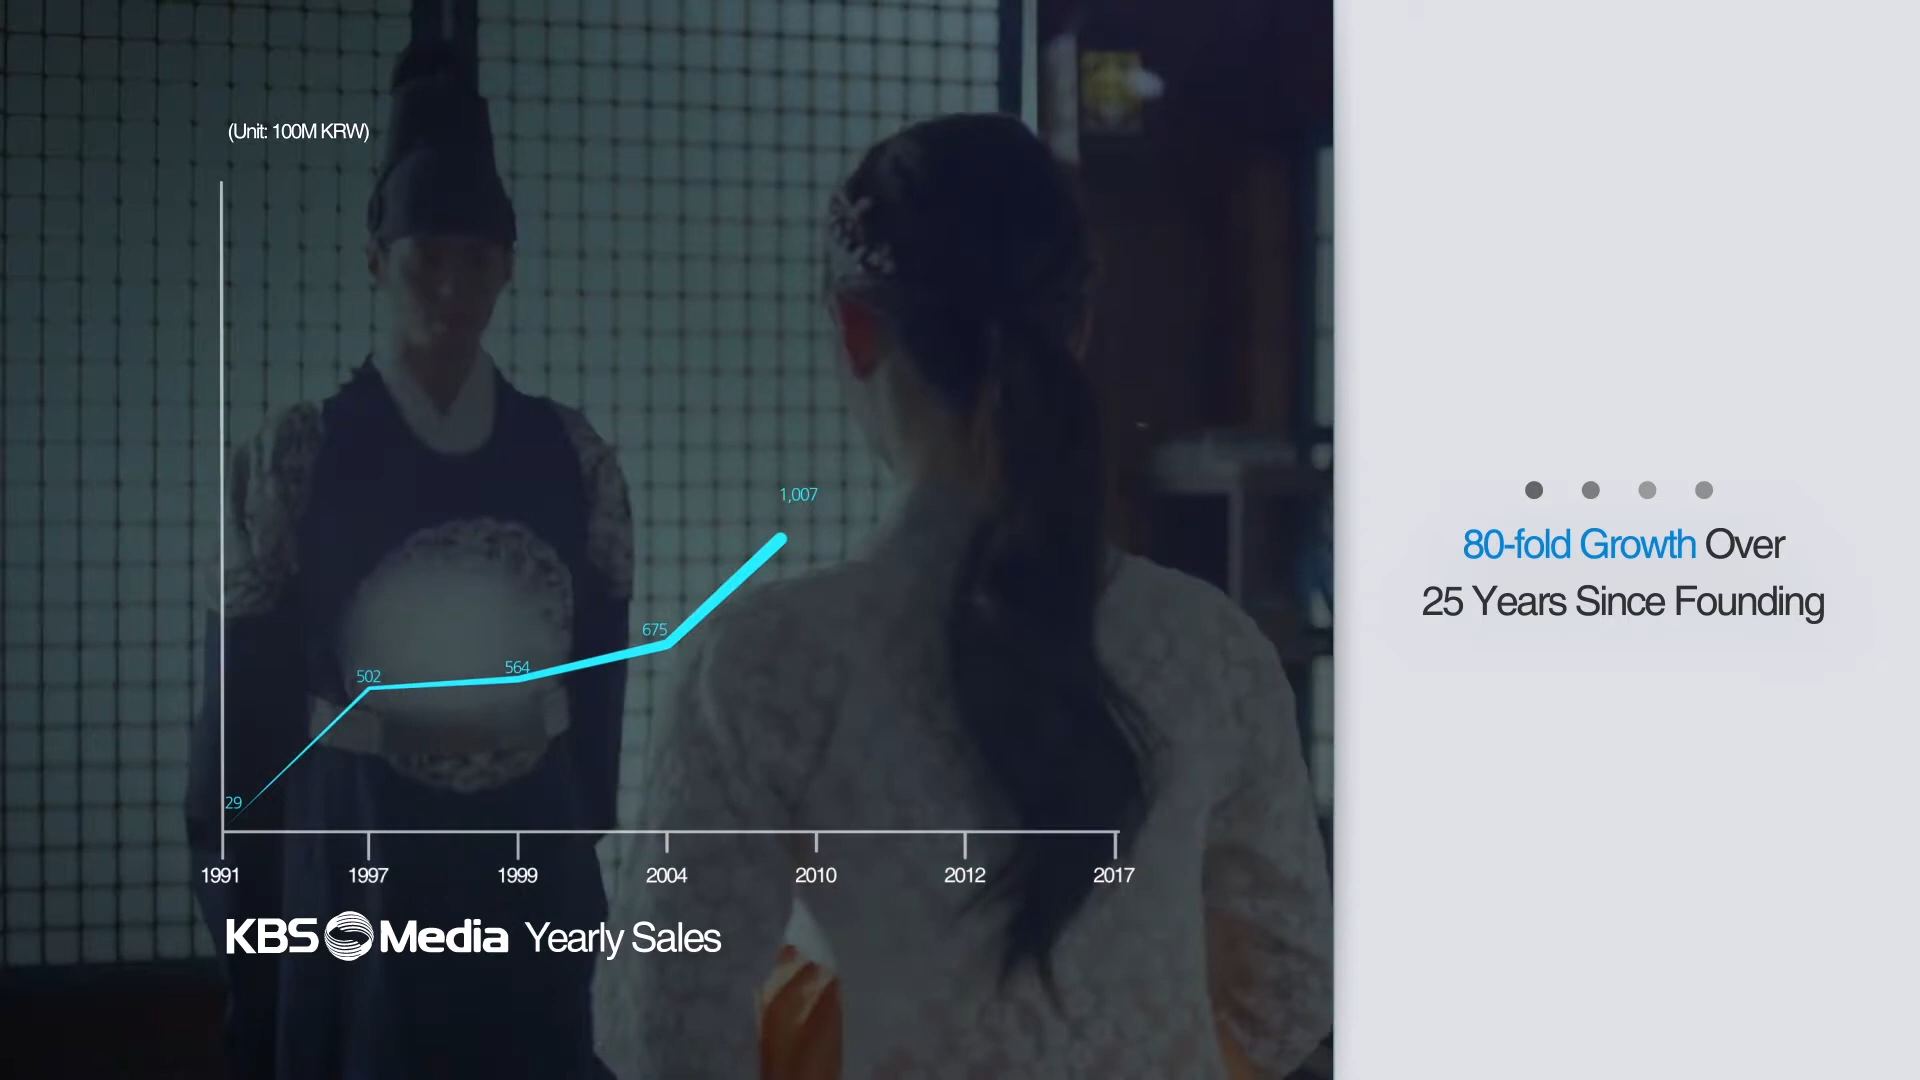 (Unit: 100M KRW)
1,007
675
564
502
29
1991 1997 1999 2004 2010 2012 2017
KBS Media Yearly Sales
80-fold Growth Over
25 Years Since Founding